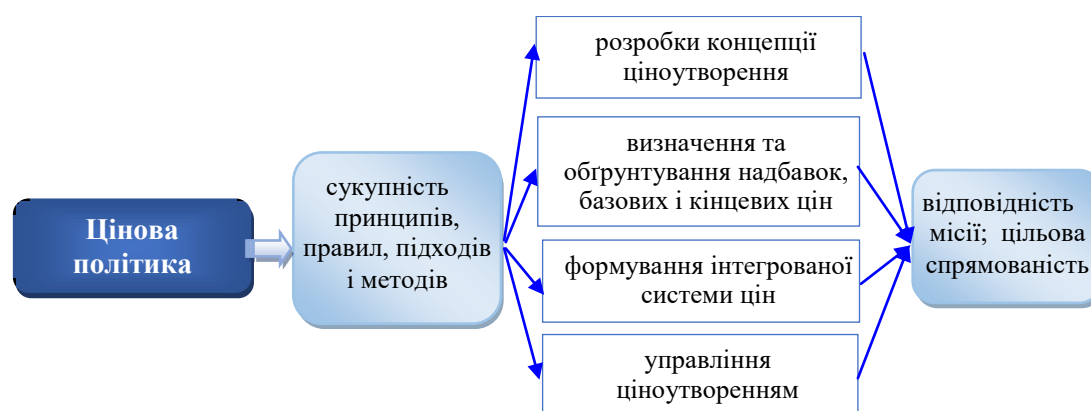 Цінова
політика
сукупність
принципів,
правил, підходів
і методів
розробки концепції
ціноутворення
визначення та
обґрунтування надбавок,
базових і кінцевих цін
формування інтегрованої
системи цін
управління
ціноутворенням
відповідність
місії; цільова
спрямованість